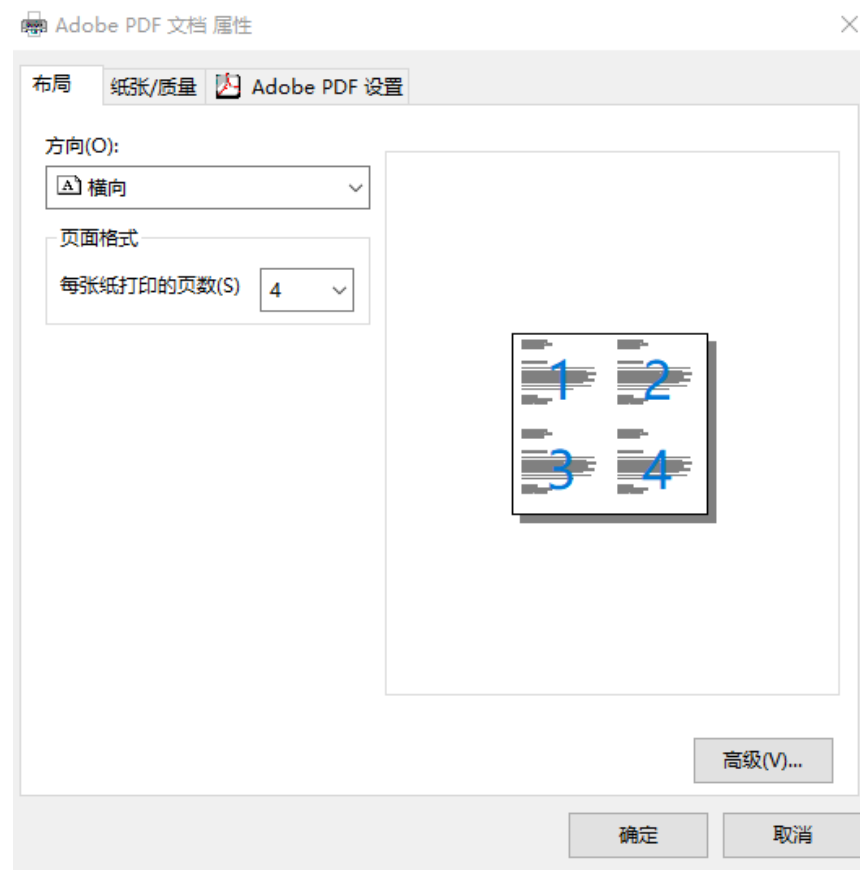 Adobe PDF 文档 属性
布局 纸张/质量 Adobe PDF 设置
方向(O):
A 横向
页面格式
每张纸打印的页数(S) 4
1 2
3 4
高级(V)...
确定 取消